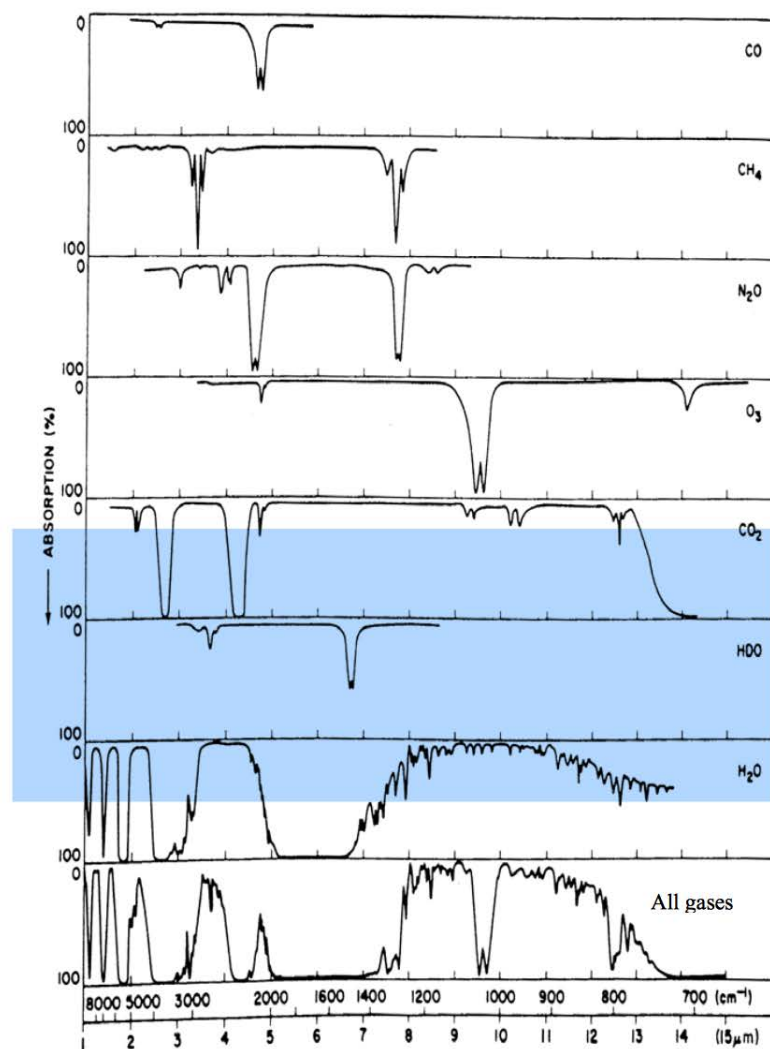 0
CO
100
0
CH₄
100
0
N₂O
100
0
O₃
100
0
CO₂
100
0
HDO
100
0
H₂O
100
0
All gases
100
ABSORPTION (%)
8000 5000 3000 2000 1600 1400 1200 1000 900 800 700 (cm⁻¹)
1 2 3 4 5 6 7 8 9 10 11 12 13 14 (15μm)